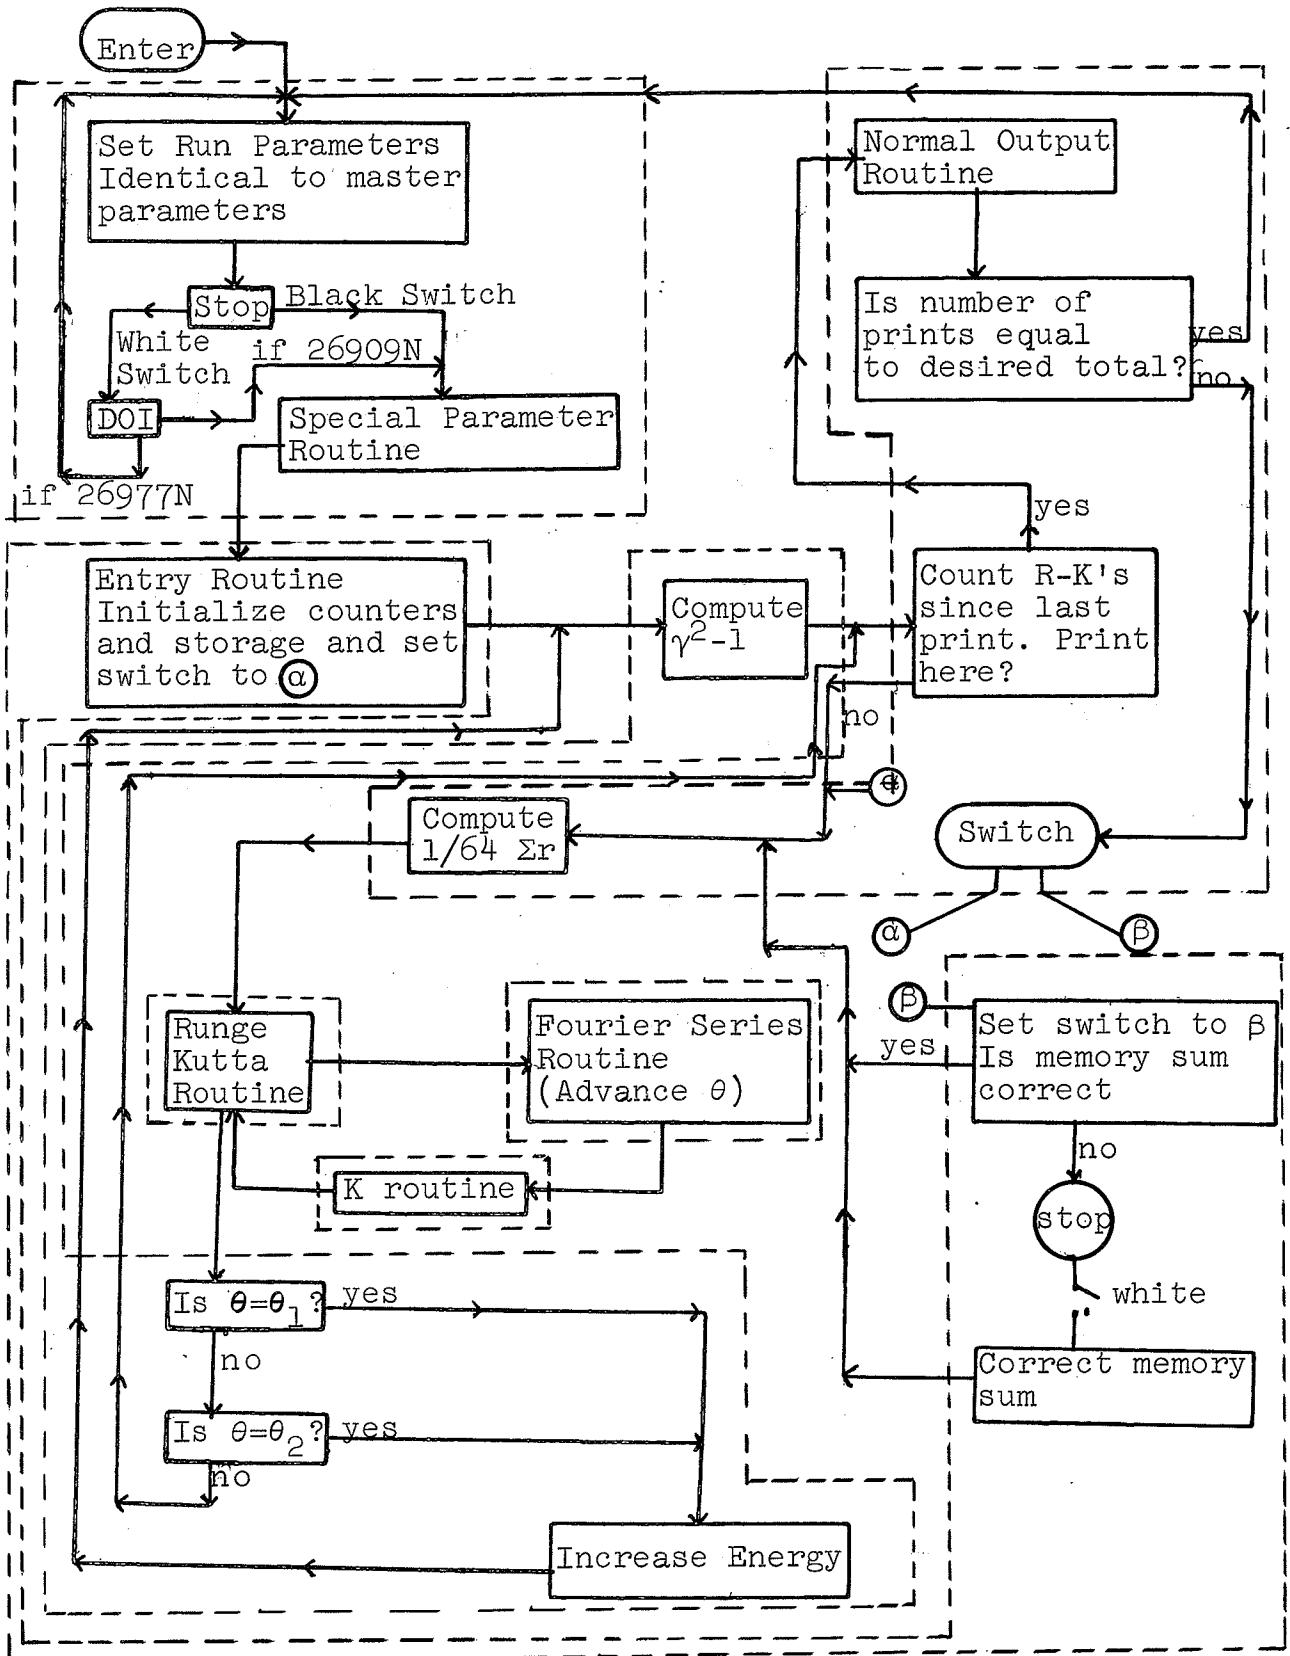 Enter
Set Run Parameters
Identical to master
parameters
Stop
Black Switch
White
Switch
if 26909N
DOI
Special Parameter
Routine
if 26977N
Normal Output
Routine
Is number of
prints equal
to desired total?
yes
no
yes
Entry Routine
Initialize counters
and storage and set
switch to α
Compute
γ²-1
Count R-K's
since last
print. Print
here?
no
α
Compute
1/64 Σr
Switch
α
β
β
Set switch to β
Is memory sum
correct
yes
no
stop
white
Correct memory
sum
Runge
Kutta
Routine
Fourier Series
Routine
(Advance θ)
K routine
Is θ=θ₁?
yes
no
Is θ=θ₂?
yes
no
Increase Energy